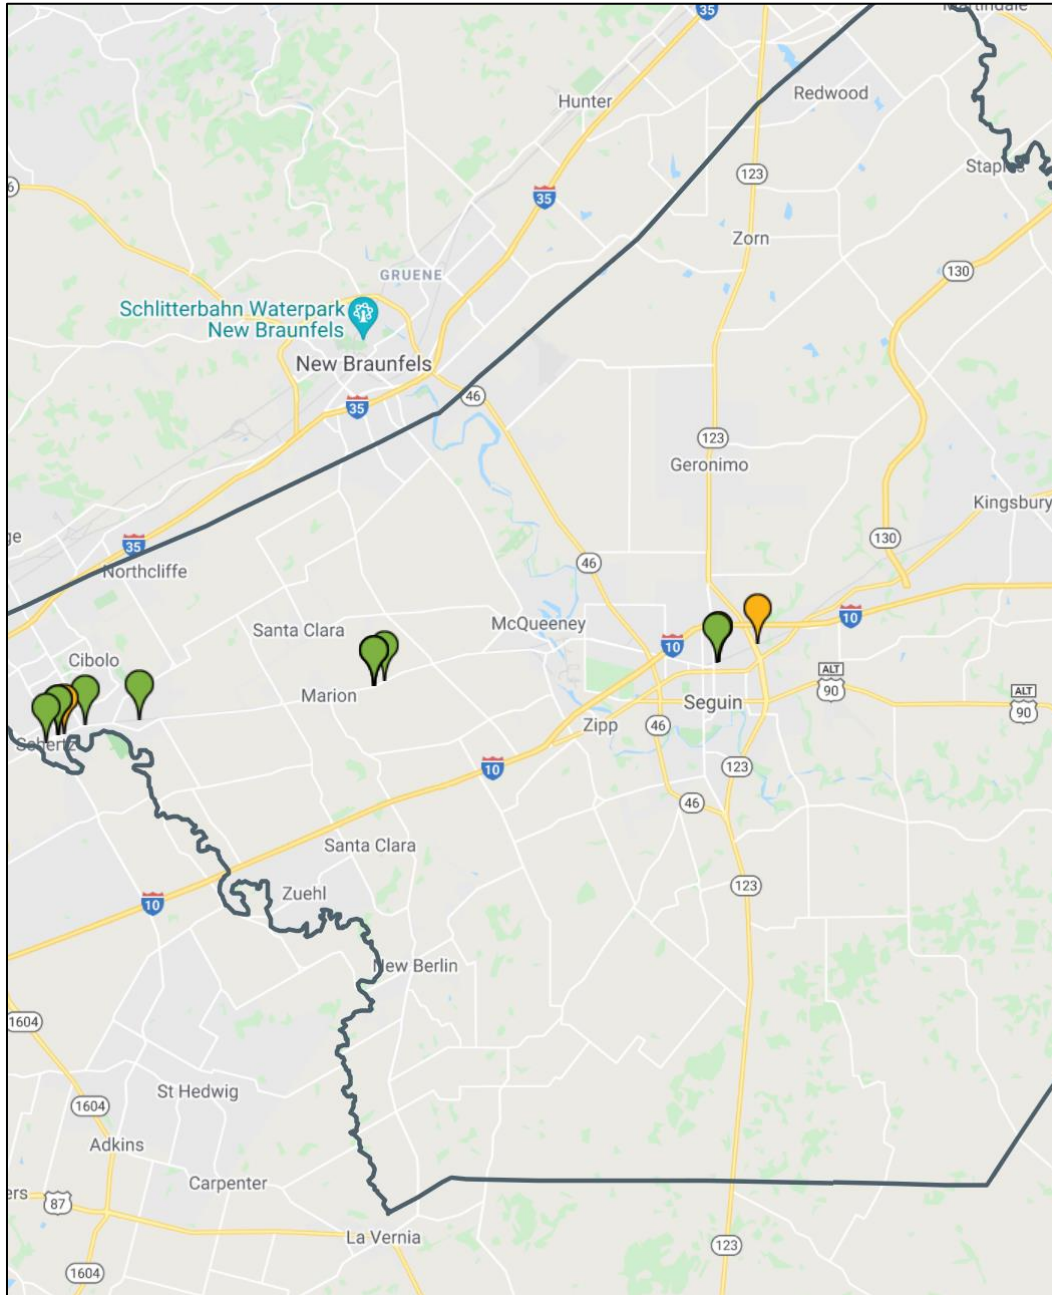 35
Martindale
Redwood
Hunter
123
Staples
35
Zorn
130
GRUENE
Schlitterbahn Waterpark
New Braunfels
New Braunfels
46
35
123
Geronimo
Kingsbury
130
35
46
Northcliffe
10
McQueeney
Santa Clara
10
Cibolo
ALT
90
Marion
Seguin
ALT
90
Zipp
46
Schertz
123
10
46
Santa Clara
123
Zuehl
10
New Berlin
1604
St Hedwig
1604
Adkins
Carpenter
87
La Vernia
123
1604